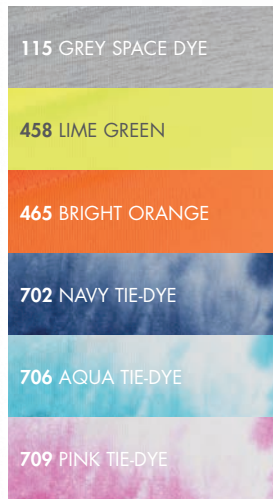 115 GREY SPACE DYE
458 LIME GREEN
465 BRIGHT ORANGE
702 NAVY TIE-DYE
706 AQUA TIE-DYE
709 PINK TIE-DYE